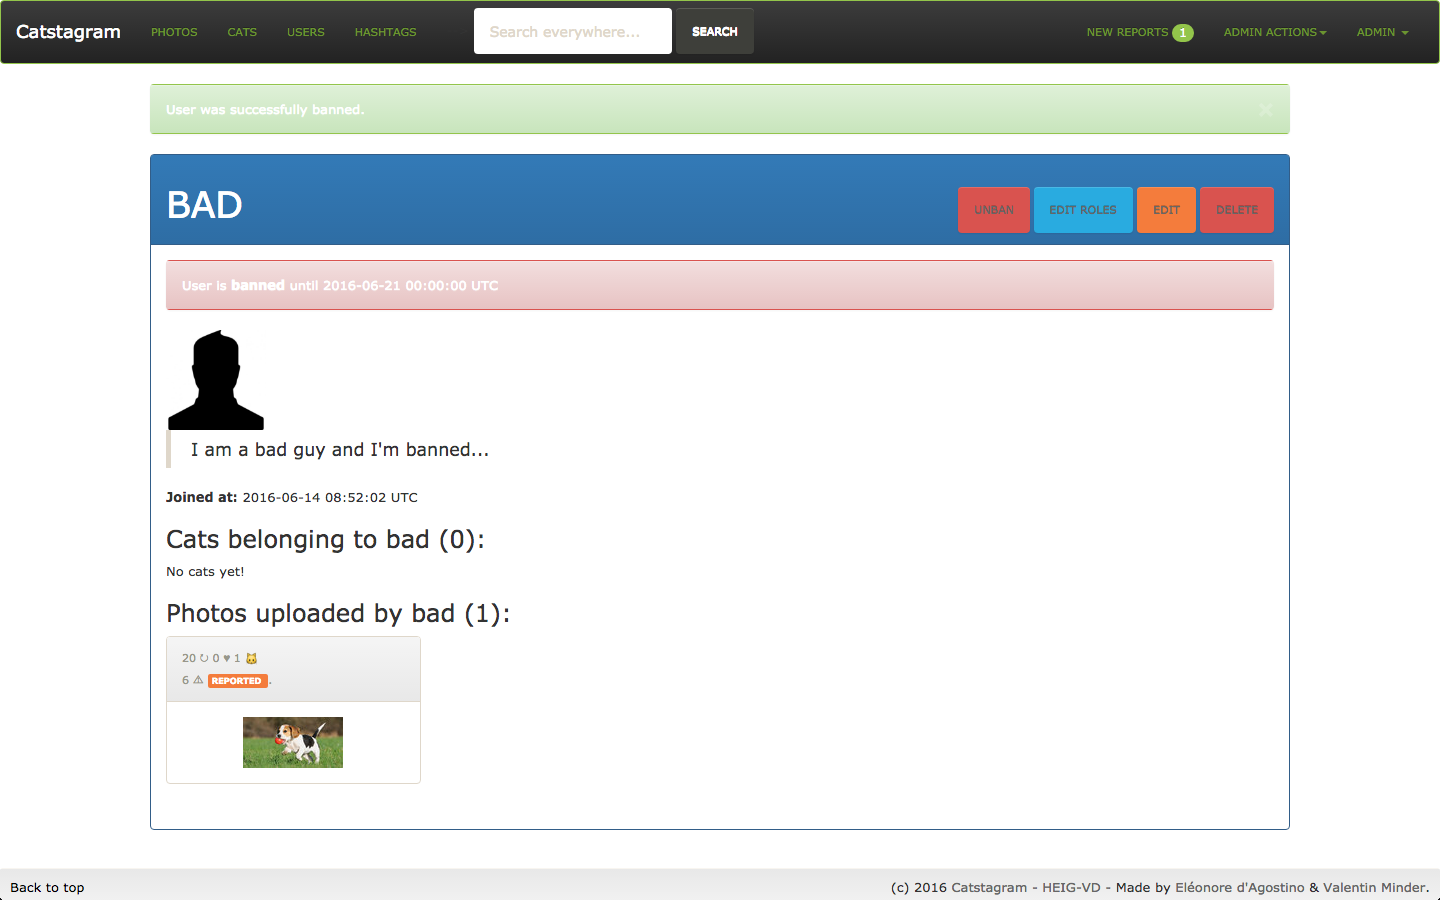 Catstagram PHOTOS CATS USERS HASHTAGS Search everywhere... SEARCH NEW REPORTS 1 ADMIN ACTIONS ADMIN
User was successfully banned. ×
BAD UNBAN EDIT ROLES EDIT DELETE
User is banned until 2016-06-21 00:00:00 UTC
I am a bad guy and I'm banned...
Joined at: 2016-06-14 08:52:02 UTC
Cats belonging to bad (0):
No cats yet!
Photos uploaded by bad (1):
20 ↻ 0 ♥ 1 🐱
6 ⚠ REPORTED .
Back to top (c) 2016 Catstagram - HEIG-VD - Made by Eléonore d'Agostino & Valentin Minder.